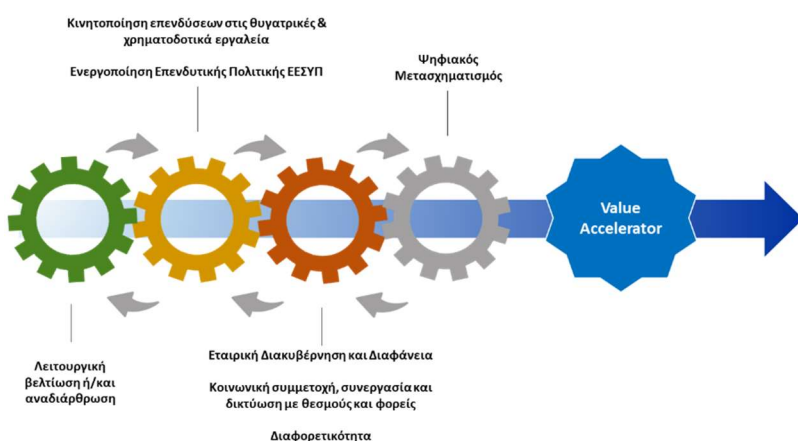 Κινητοποίηση επενδύσεων στις θυγατρικές &
χρηματοδοτικά εργαλεία
Ενεργοποίηση Επενδυτικής Πολιτικής ΕΕΣΥΠ
Ψηφιακός
Μετασχηματισμός
Value
Accelerator
Λειτουργική
βελτίωση ή/και
αναδιάρθρωση
Εταιρική Διακυβέρνηση και Διαφάνεια
Κοινωνική συμμετοχή, συνεργασία και
δικτύωση με θεσμούς και φορείς
Διαφορετικότητα